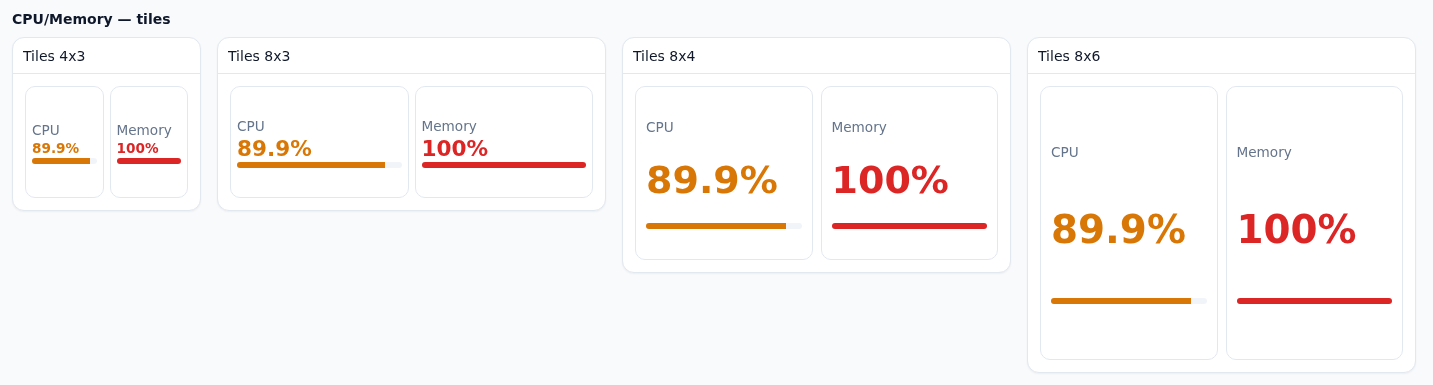 CPU/Memory — tiles
Tiles 4x3
CPU
89.9%
Memory
100%
Tiles 8x3
CPU
89.9%
Memory
100%
Tiles 8x4
CPU
89.9%
Memory
100%
Tiles 8x6
CPU
89.9%
Memory
100%